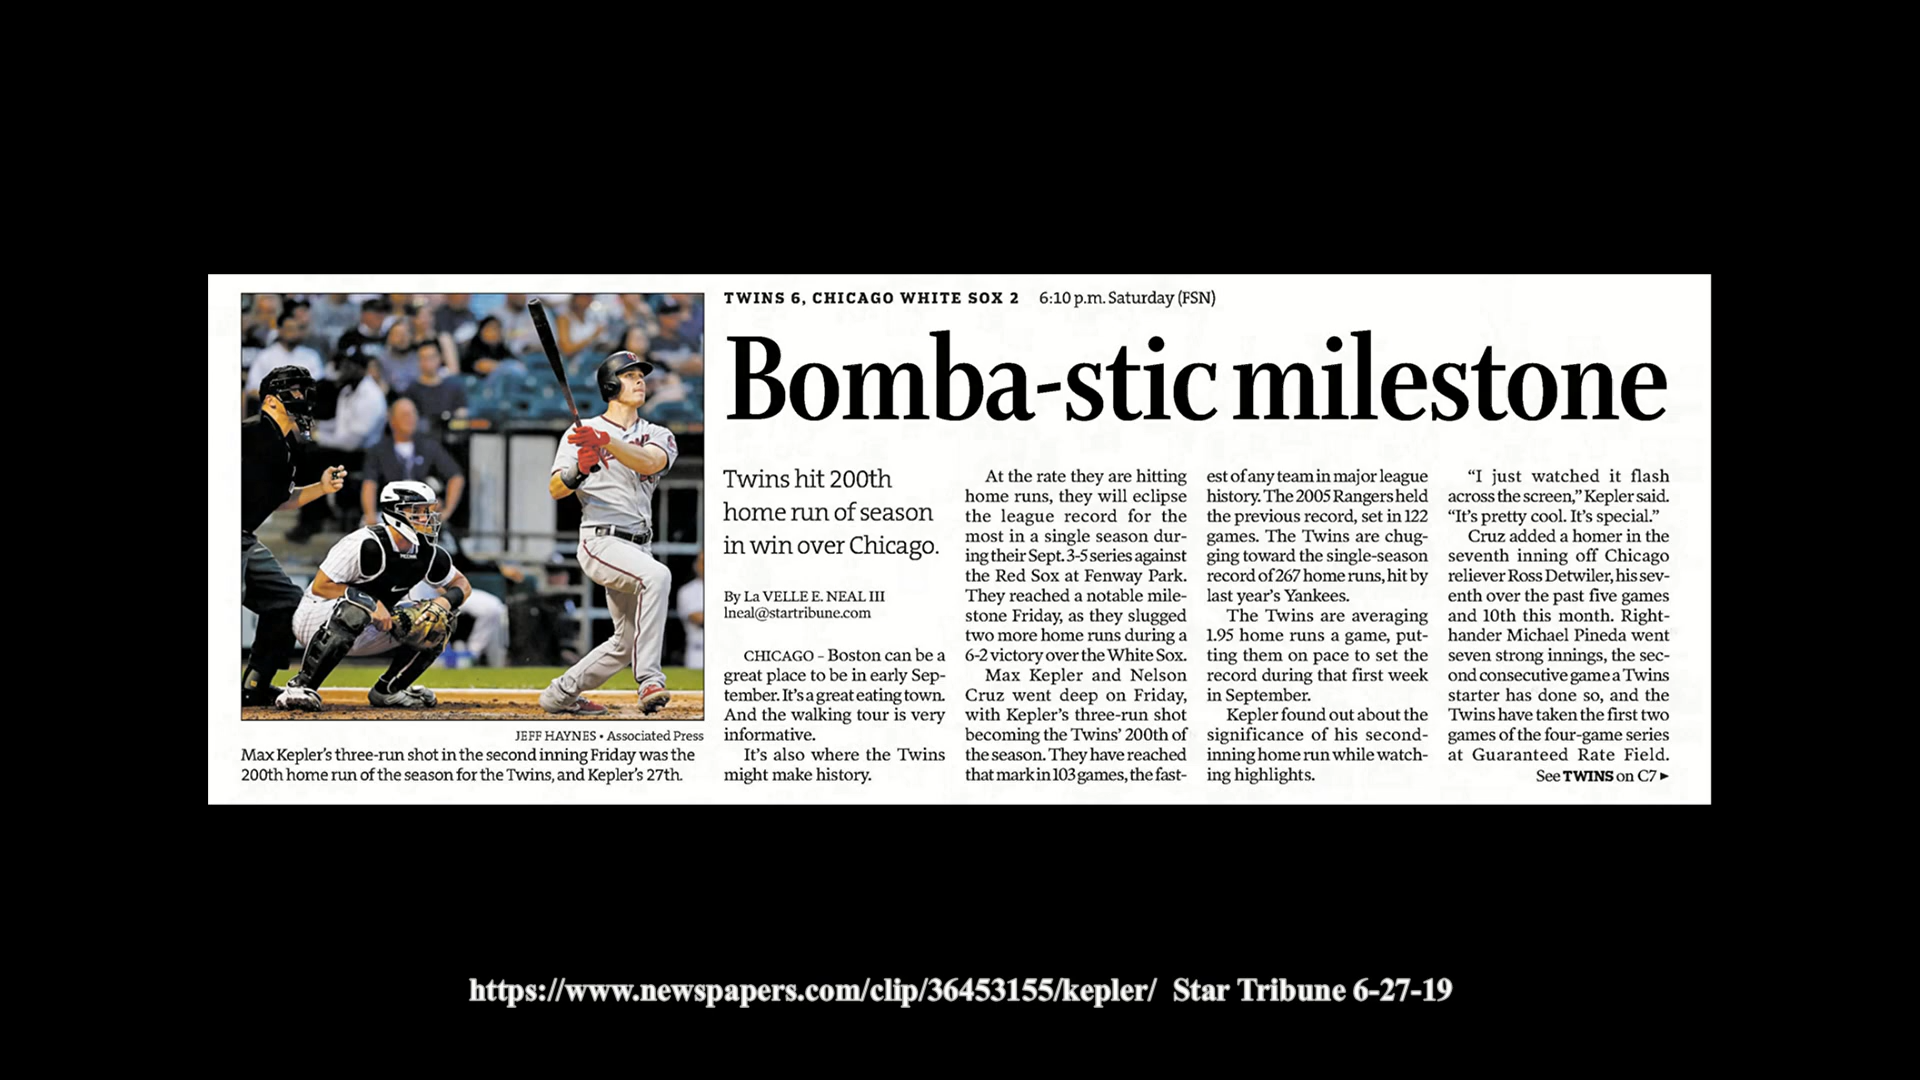 TWINS 6, CHICAGO WHITE SOX 2 6:10 p.m. Saturday (FSN)
Bomba-stic milestone
Twins hit 200th
home run of season
in win over Chicago.
By La VELLE E. NEAL III
lneal@startribune.com
CHICAGO – Boston can be a
great place to be in early Sep-
tember. It's a great eating town.
And the walking tour is very
informative.
It's also where the Twins
might make history.
At the rate they are hitting
home runs, they will eclipse
the league record for the
most in a single season dur-
ing their Sept. 3-5 series against
the Red Sox at Fenway Park.
They reached a notable mile-
stone Friday, as they slugged
two more home runs during a
6-2 victory over the White Sox.
Max Kepler and Nelson
Cruz went deep on Friday,
with Kepler's three-run shot
becoming the Twins' 200th of
the season. They have reached
that mark in 103 games, the fast-
est of any team in major league
history. The 2005 Rangers held
the previous record, set in 122
games. The Twins are chug-
ging toward the single-season
record of 267 home runs, hit by
last year's Yankees.
The Twins are averaging
1.95 home runs a game, put-
ting them on pace to set the
record during that first week
in September.
Kepler found out about the
significance of his second-
inning home run while watch-
ing highlights.
“I just watched it flash
across the screen,” Kepler said.
“It's pretty cool. It's special.”
Cruz added a homer in the
seventh inning off Chicago
reliever Ross Detwiler, his sev-
enth over the past five games
and 10th this month. Right-
hander Michael Pineda went
seven strong innings, the sec-
ond consecutive game a Twins
starter has done so, and the
Twins have taken the first two
games of the four-game series
at Guaranteed Rate Field.
See TWINS on C7 ►
JEFF HAYNES • Associated Press
Max Kepler's three-run shot in the second inning Friday was the
200th home run of the season for the Twins, and Kepler's 27th.
https://www.newspapers.com/clip/36453155/kepler/ Star Tribune 6-27-19